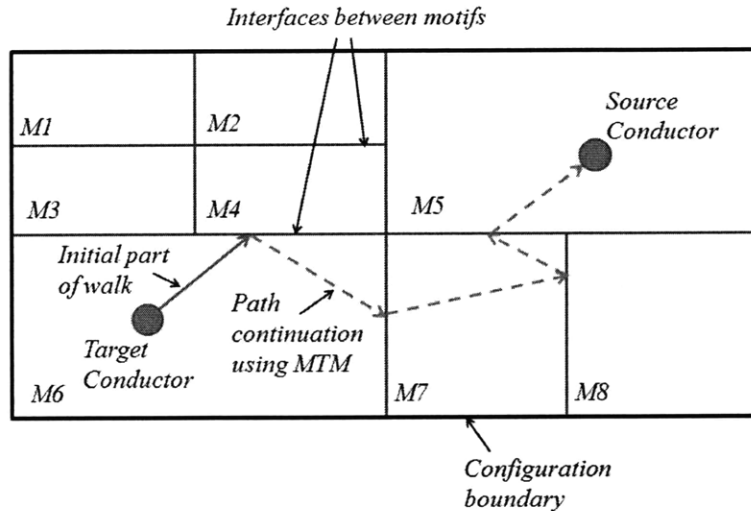 Interfaces between motifs
Source
Conductor
M1
M2
M3
M4
M5
Initial part
of walk
Path
continuation
using MTM
Target
Conductor
M6
M7
M8
Configuration
boundary